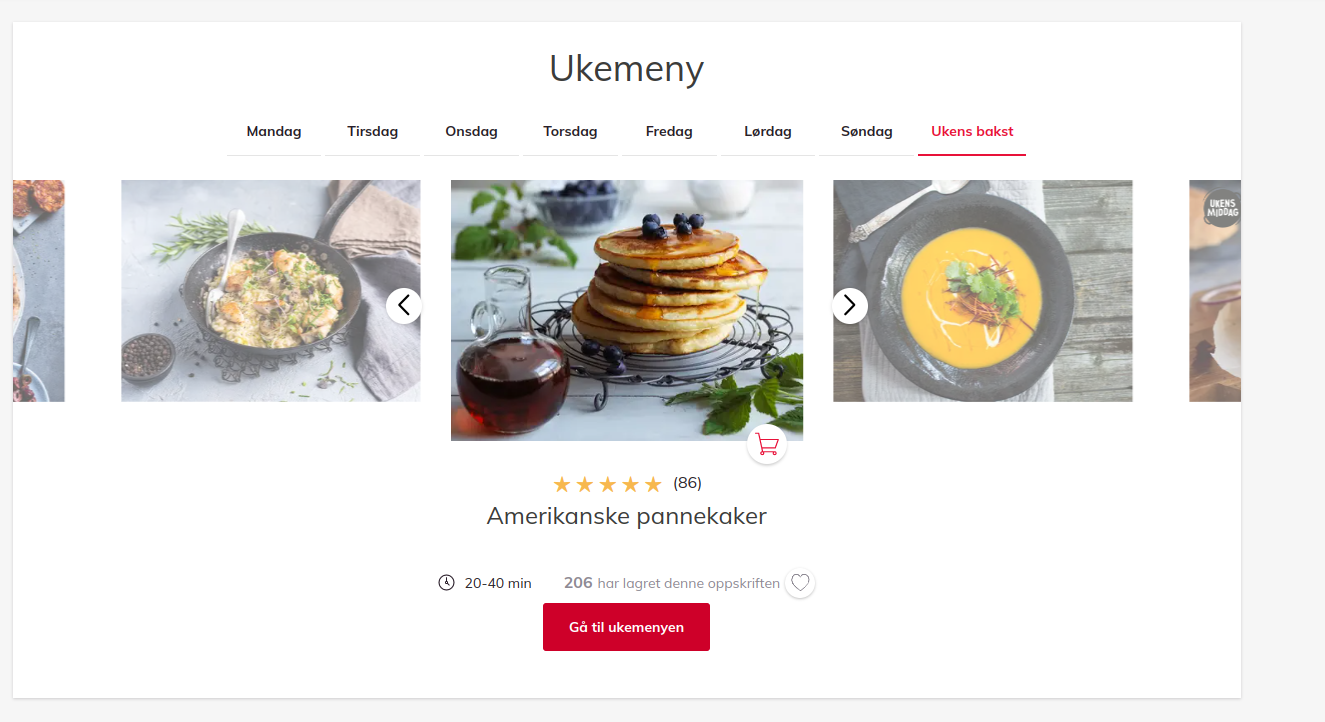 Ukemeny
Mandag Tirsdag Onsdag Torsdag Fredag Lørdag Søndag Ukens bakst
UKENS
MIDDAG
(86)
Amerikanske pannekaker
20-40 min 206 har lagret denne oppskriften
Gå til ukemenyen